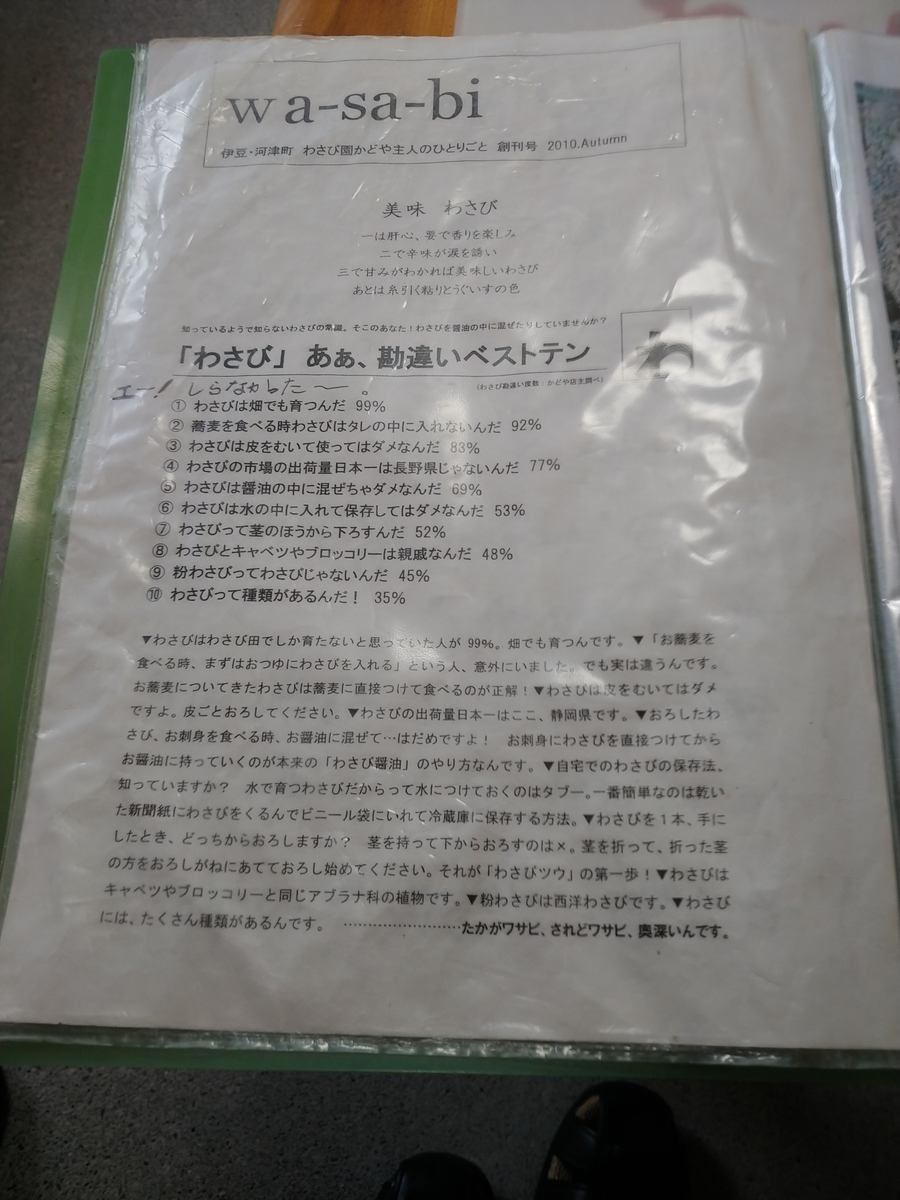 wa-sa-bi
伊豆・河津町 わさび園かどや主人のひとりごと 創刊号 2010.Autumn
美味 わさび
一は肝心、要で香りを楽しみ
二で辛味が涙を誘い
三で甘みがわかれば美味しいわさび
あとは糸引く粘りとうぐいすの色
知っているようで知らないわさびの常識。そこのあなた！わさびを醤油の中に混ぜたりしていませんか？
「わさび」 あぁ、勘違いベストテン
わ
エー！ しらなかった～。
（わさび勘違い度数：かどや店主調べ）
① わさびは畑でも育つんだ 99%
② 蕎麦を食べる時わさびはタレの中に入れないんだ 92%
③ わさびは皮をむいて使ってはダメなんだ 83%
④ わさびの市場の出荷量日本一は長野県じゃないんだ 77%
⑤ わさびは醤油の中に混ぜちゃダメなんだ 69%
⑥ わさびは水の中に入れて保存してはダメなんだ 53%
⑦ わさびって茎のほうから下ろすんだ 52%
⑧ わさびとキャベツやブロッコリーは親戚なんだ 48%
⑨ 粉わさびってわさびじゃないんだ 45%
⑩ わさびって種類があるんだ！ 35%
▼わさびはわさび田でしか育たないと思っていた人が 99%。畑でも育つんです。▼「お蕎麦を
食べる時、まずはおつゆにわさびを入れる」という人、意外にいました。でも実は違うんです。
お蕎麦についてきたわさびは蕎麦に直接つけて食べるのが正解！▼わさびは皮をむいてはダメ
ですよ。皮ごとおろしてください。▼わさびの出荷量日本一はここ、静岡県です。▼おろしたわ
さび、お刺身を食べる時、お醤油に混ぜて…はだめですよ！ お刺身にわさびを直接つけてから
お醤油に持っていくのが本来の「わさび醤油」のやり方なんです。▼自宅でのわさびの保存法、
知っていますか？ 水で育つわさびだからって水につけておくのはタブー。一番簡単なのは乾い
た新聞紙にわさびをくるんでビニール袋にいれて冷蔵庫に保存する方法。▼わさびを１本、手に
したとき、どっちからおろしますか？ 茎を持って下からおろすのは×。茎を折って、折った茎
の方をおろしがねにあてておろし始めてください。それが「わさびツウ」の第一歩！▼わさびは
キャベツやブロッコリーと同じアブラナ科の植物です。▼粉わさびは西洋わさびです。▼わさび
には、たくさん種類があるんです。 ……………………たかがワサビ、されどワサビ、奥深いんです。